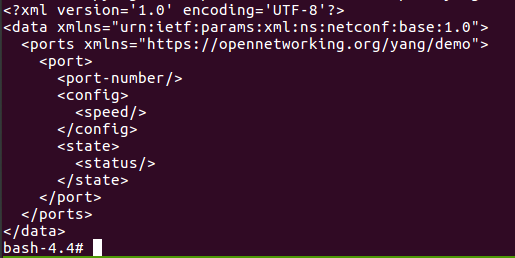 <?xml version='1.0' encoding='UTF-8'?>
<data xmlns="urn:ietf:params:xml:ns:netconf:base:1.0">
  <ports xmlns="https://opennetworking.org/yang/demo">
    <port>
      <port-number/>
      <config>
        <speed/>
      </config>
      <state>
        <status/>
      </state>
    </port>
  </ports>
</data>
bash-4.4#